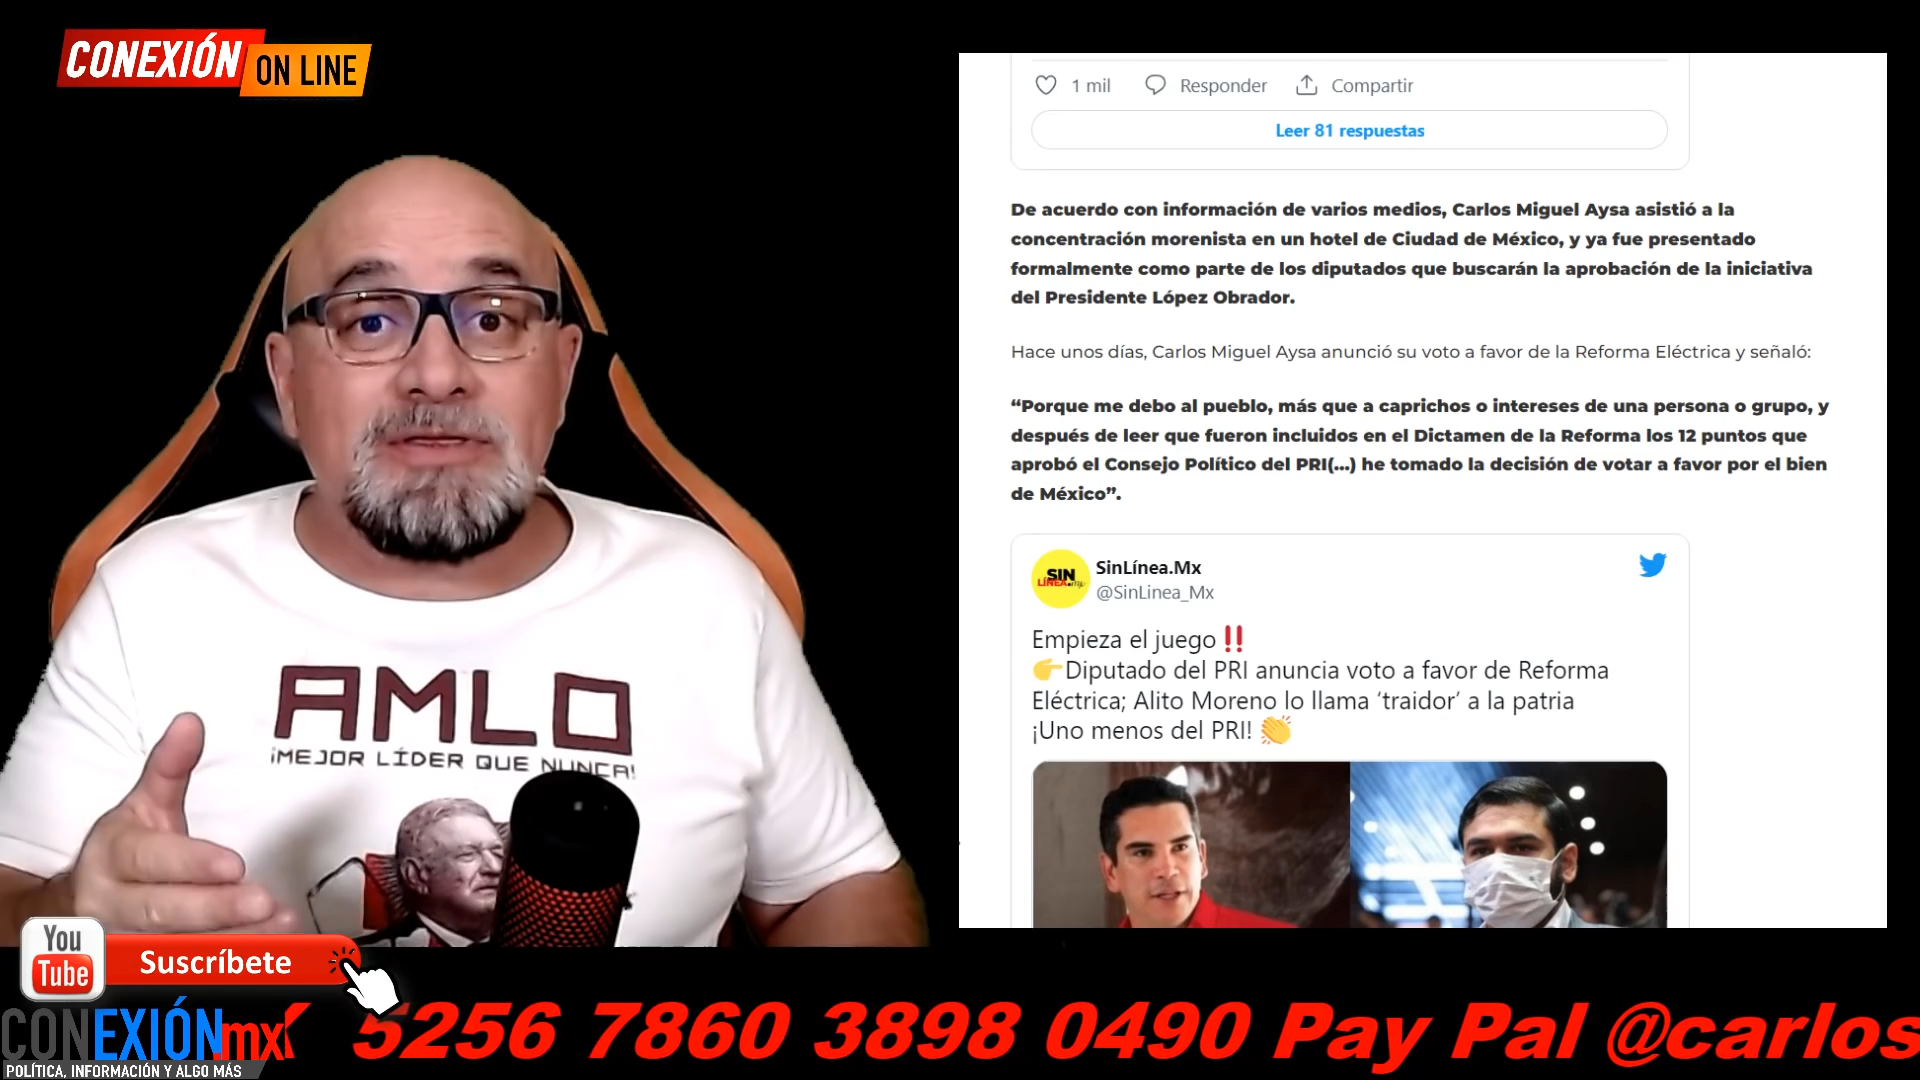 CONEXIÓN
ON LINE
1 mil Responder Compartir
Leer 81 respuestas
De acuerdo con información de varios medios, Carlos Miguel Aysa asistió a la
concentración morenista en un hotel de Ciudad de México, y ya fue presentado
formalmente como parte de los diputados que buscarán la aprobación de la iniciativa
del Presidente López Obrador.
Hace unos días, Carlos Miguel Aysa anunció su voto a favor de la Reforma Eléctrica y señaló:
“Porque me debo al pueblo, más que a caprichos o intereses de una persona o grupo, y
después de leer que fueron incluidos en el Dictamen de la Reforma los 12 puntos que
aprobó el Consejo Político del PRI(...) he tomado la decisión de votar a favor por el bien
de México”.
SIN
LÍNEA.mx
SinLínea.Mx
@SinLinea_Mx
Empieza el juego‼️
👉Diputado del PRI anuncia voto a favor de Reforma
Eléctrica; Alito Moreno lo llama ‘traidor’ a la patria
¡Uno menos del PRI! 👏
AMLO
¡MEJOR LÍDER QUE NUNCA!
You
Tube
Suscríbete
CONEXIÓNmx
POLÍTICA, INFORMACIÓN Y ALGO MÁS
5256 7860 3898 0490 Pay Pal @carlos